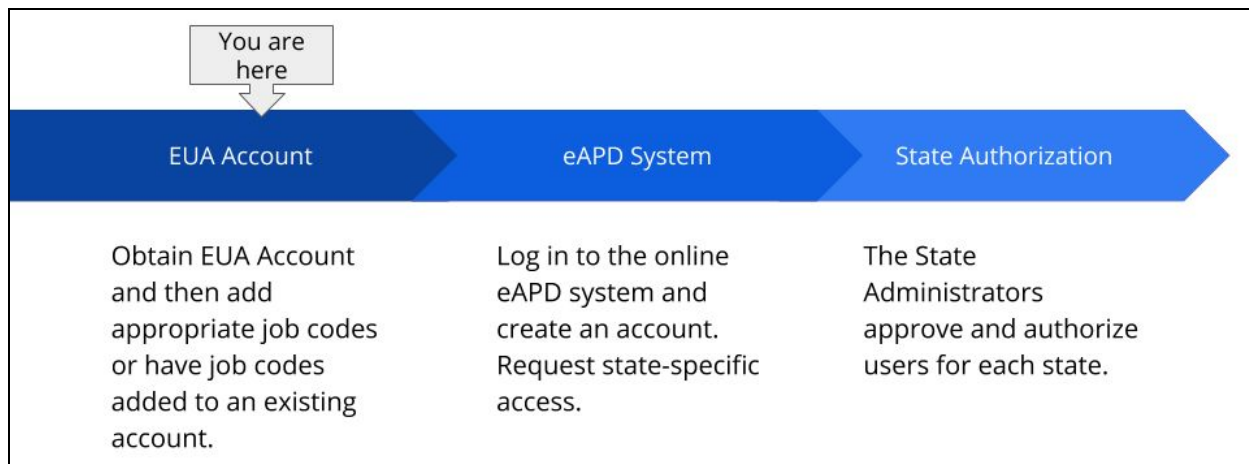 You are
here
EUA Account
eAPD System
State Authorization
Obtain EUA Account
and then add
appropriate job codes
or have job codes
added to an existing
account.
Log in to the online
eAPD system and
create an account.
Request state-specific
access.
The State
Administrators
approve and authorize
users for each state.